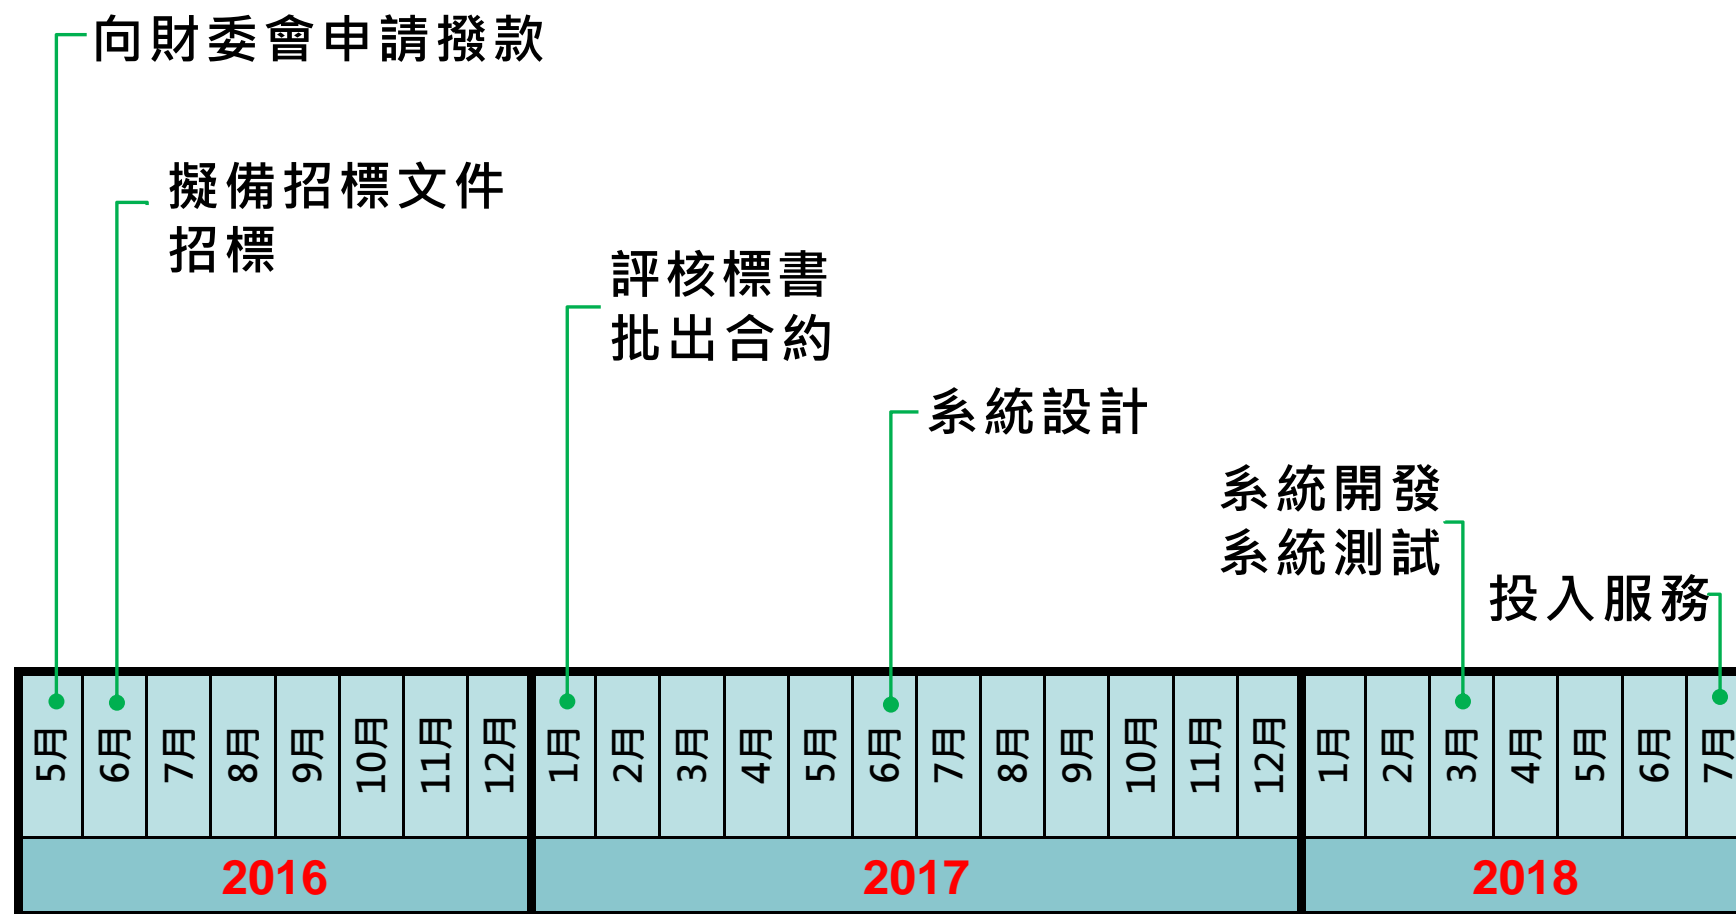 向財委會申請撥款
擬備招標文件
招標
評核標書
批出合約
系統設計
系統開發
系統測試
投入服務
5月 6月 7月 8月 9月 10月 11月 12月 1月 2月 3月 4月 5月 6月 7月 8月 9月 10月 11月 12月 1月 2月 3月 4月 5月 6月 7月
2016 2017 2018